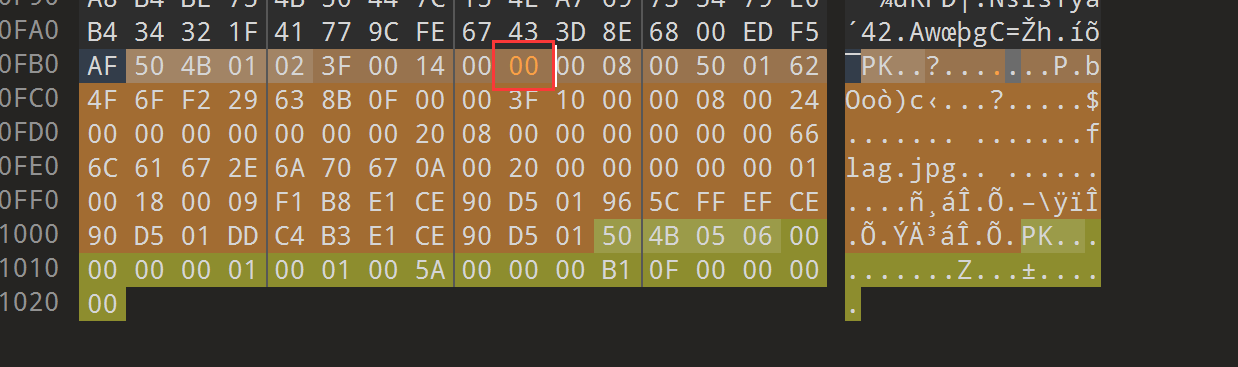 0FA0 B4 34 32 1F 41 77 9C FE 67 43 3D 8E 68 00 ED F5 ´42.AwœþgC=Žh.íõ
0FB0 AF 50 4B 01 02 3F 00 14 00 00 00 08 00 50 01 62 ¯PK..?.......P.b
0FC0 4F 6F F2 29 63 8B 0F 00 00 3F 10 00 00 08 00 24 Ooò)c‹...?.....$
0FD0 00 00 00 00 00 00 00 20 08 00 00 00 00 00 00 66 ....... .......f
0FE0 6C 61 67 2E 6A 70 67 0A 00 20 00 00 00 00 00 01 lag.jpg.. ......
0FF0 00 18 00 09 F1 B8 E1 CE 90 D5 01 96 5C FF EF CE ....ñ¸áÎ.Õ.–\ÿïÎ
1000 90 D5 01 DD C4 B3 E1 CE 90 D5 01 50 4B 05 06 00 .Õ.ÝÄ³áÎ.Õ.PK...
1010 00 00 00 01 00 01 00 5A 00 00 00 B1 0F 00 00 00 .......Z...±....
1020 00 .